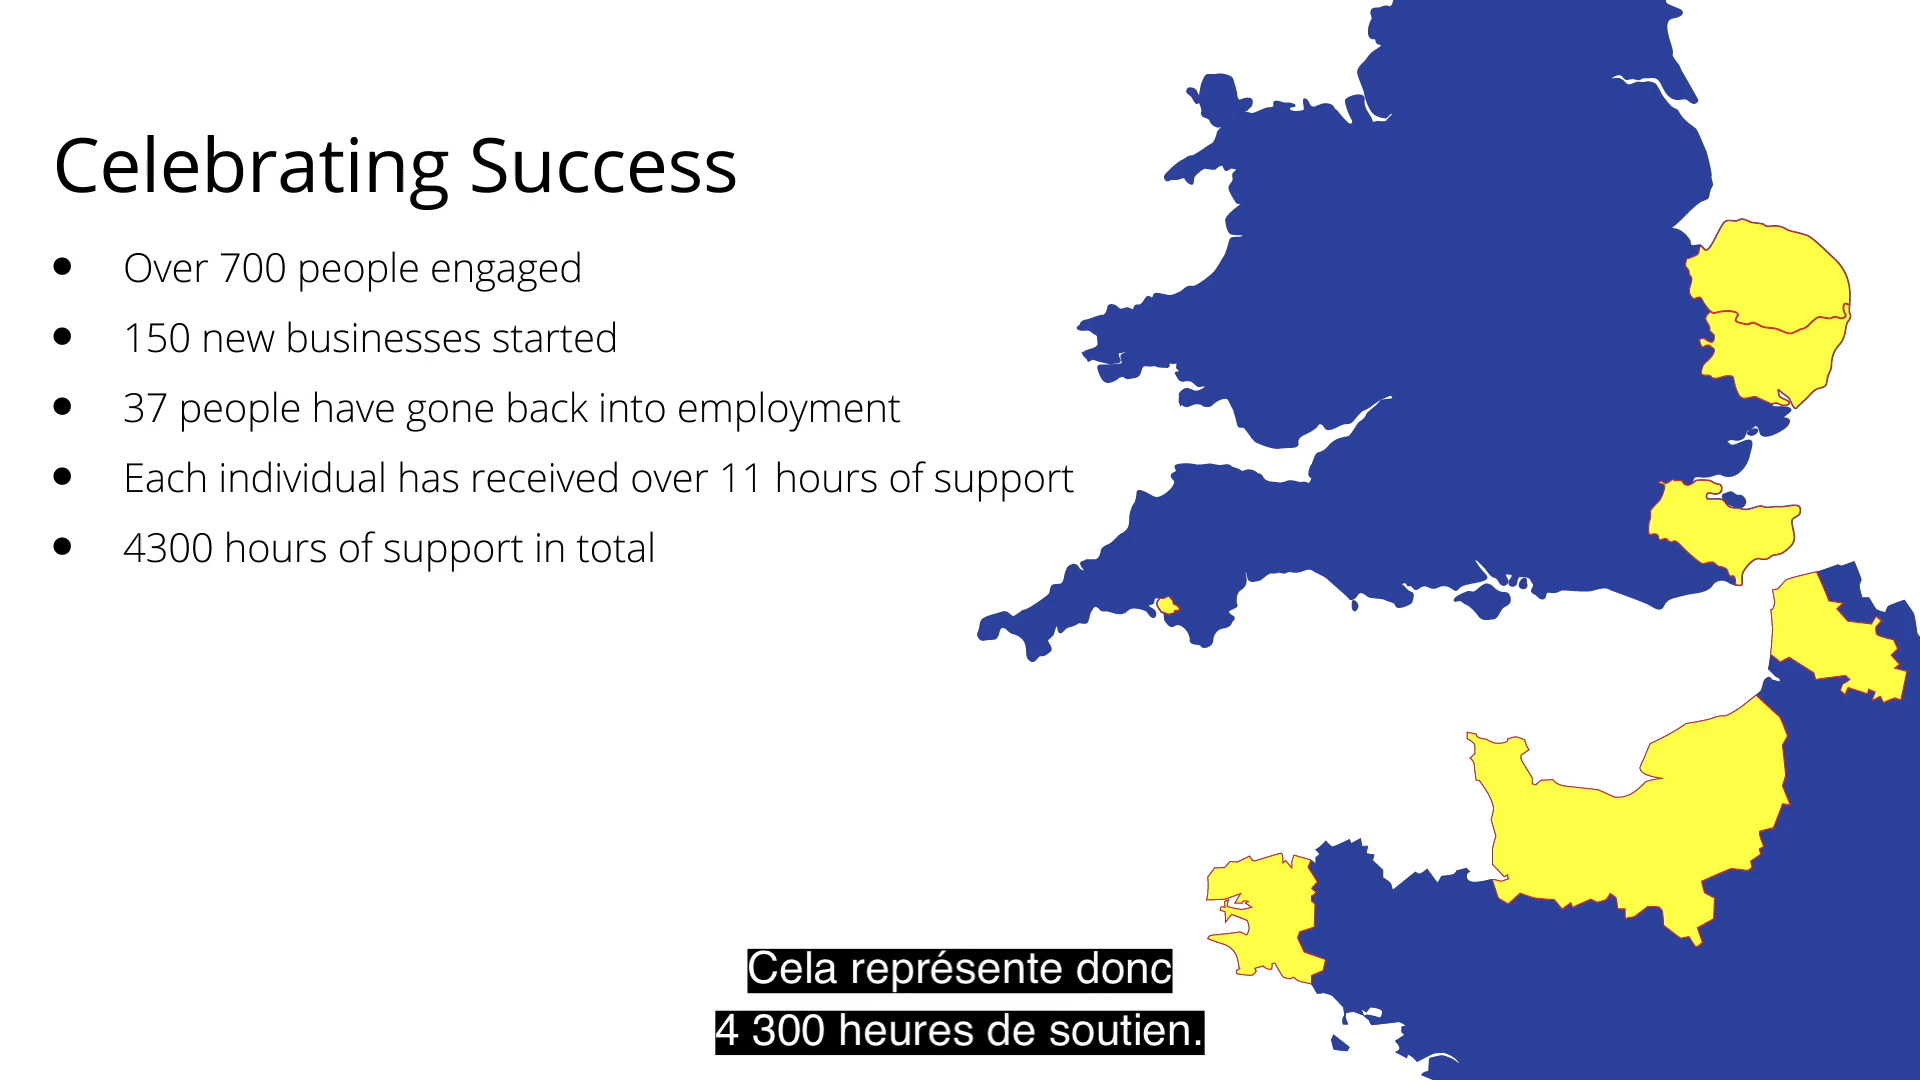 Celebrating Success
● Over 700 people engaged
● 150 new businesses started
● 37 people have gone back into employment
● Each individual has received over 11 hours of support
● 4300 hours of support in total
Cela représente donc
4 300 heures de soutien.